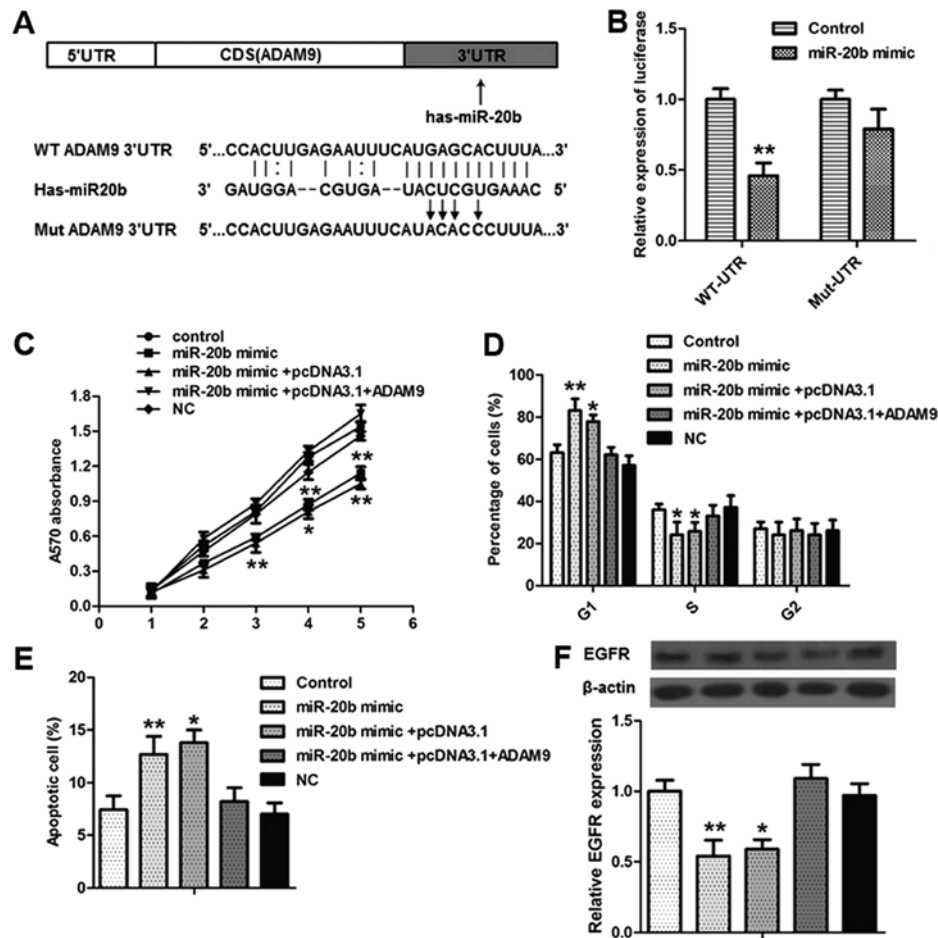 A
5'UTR CDS(ADAM9) 3'UTR
has-miR-20b
WT ADAM9 3'UTR 5'...CCACUUGAGAAUUUCAUGAGCACUUUA...3'
Has-miR20b 3' GAUGGA--CGUGA--UACUCGUGAAAC 5'
Mut ADAM9 3'UTR 5'...CCACUUGAGAAUUUCAUACACCCUUUA...3'
B
Control
miR-20b mimic
Relative expression of luciferase
1.5
1.0
0.5
0.0
**
WT-UTR
Mut-UTR
C
control
miR-20b mimic
miR-20b mimic +pcDNA3.1
miR-20b mimic +pcDNA3.1+ADAM9
NC
A570 absorbance
1.8
1.5
1.2
0.9
0.6
0.3
0.0
0 1 2 3 4 5 6
**
**
*
**
**
D
Control
miR-20b mimic
miR-20b mimic +pcDNA3.1
miR-20b mimic +pcDNA3.1+ADAM9
NC
Percentage of cells (%)
100
80
60
40
20
0
** *
* *
G1
S
G2
E
Control
miR-20b mimic
miR-20b mimic +pcDNA3.1
miR-20b mimic +pcDNA3.1+ADAM9
NC
Apoptotic cell (%)
20
15
10
5
0
** *
F
EGFR
β-actin
Relative EGFR expression
1.5
1.0
0.5
0.0
** *